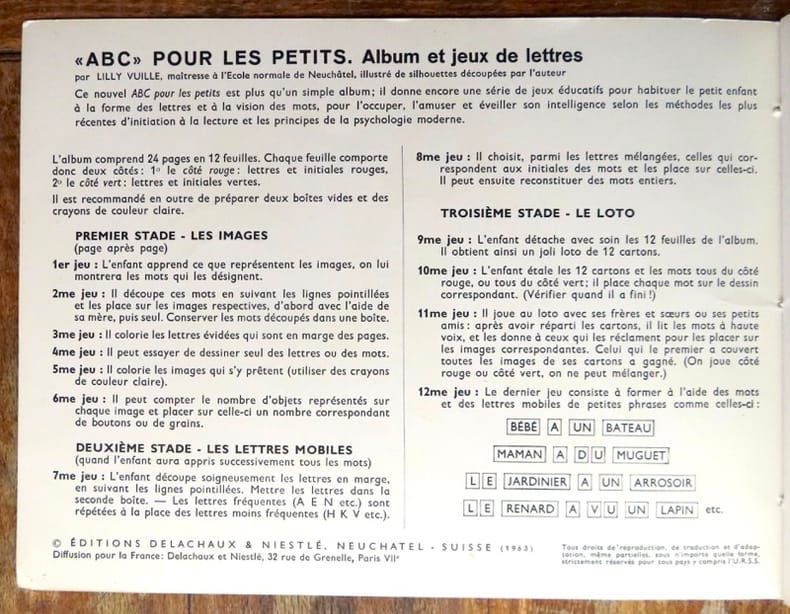 «ABC» POUR LES PETITS. Album et jeux de lettres
par LILLY VUILLE, maîtresse à l'Ecole normale de Neuchâtel, illustré de silhouettes découpées par l'auteur
Ce nouvel ABC pour les petits est plus qu'un simple album; il donne encore une série de jeux éducatifs pour habituer le petit enfant
à la forme des lettres et à la vision des mots, pour l'occuper, l'amuser et éveiller son intelligence selon les méthodes les plus
récentes d'initiation à la lecture et les principes de la psychologie moderne.
L'album comprend 24 pages en 12 feuilles. Chaque feuille comporte
donc deux côtés: 1º le côté rouge: lettres et initiales rouges,
2º le côté vert: lettres et initiales vertes.
Il est recommandé en outre de préparer deux boîtes vides et des
crayons de couleur claire.
PREMIER STADE - LES IMAGES
(page après page)
1er jeu : L'enfant apprend ce que représentent les images, on lui
montrera les mots qui les désignent.
2me jeu : Il découpe ces mots en suivant les lignes pointillées
et les place sur les images respectives, d'abord avec l'aide de
sa mère, puis seul. Conserver les mots découpés dans une boîte.
3me jeu : Il colorie les lettres évidées qui sont en marge des pages.
4me jeu : Il peut essayer de dessiner seul des lettres ou des mots.
5me jeu : Il colorie les images qui s'y prêtent (utiliser des crayons
de couleur claire).
6me jeu : Il peut compter le nombre d'objets représentés sur
chaque image et placer sur celle-ci un nombre correspondant
de boutons ou de grains.
DEUXIÈME STADE - LES LETTRES MOBILES
(quand l'enfant aura appris successivement tous les mots)
7me jeu : L'enfant découpe soigneusement les lettres en marge,
en suivant les lignes pointillées. Mettre les lettres dans la
seconde boîte. — Les lettres fréquentes (A E N etc.) sont
répétées à la place des lettres moins fréquentes (H K V etc.).
8me jeu : Il choisit, parmi les lettres mélangées, celles qui cor-
respondent aux initiales des mots et les place sur celles-ci.
Il peut ensuite reconstituer des mots entiers.
TROISIÈME STADE - LE LOTO
9me jeu : L'enfant détache avec soin les 12 feuilles de l'album.
Il obtient ainsi un joli loto de 12 cartons.
10me jeu : L'enfant étale les 12 cartons et les mots tous du côté
rouge, ou tous du côté vert; il place chaque mot sur le dessin
correspondant. (Vérifier quand il a fini!)
11me jeu : Il joue au loto avec ses frères et sœurs ou ses petits
amis: après avoir réparti les cartons, il lit les mots à haute
voix, et les donne à ceux qui les réclament pour les placer sur
les images correspondantes. Celui qui le premier a couvert
toutes les images de ses cartons a gagné. (On joue côté
rouge ou côté vert, on ne peut mélanger.)
12me jeu : Le dernier jeu consiste à former à l'aide des mots
et des lettres mobiles de petites phrases comme celles-ci:
BÉBÉ A UN BATEAU
MAMAN A D U MUGUET
L E JARDINIER A UN ARROSOIR
L E RENARD A V U UN LAPIN etc.
© ÉDITIONS DELACHAUX & NIESTLÉ, NEUCHATEL - SUISSE (1963)
Diffusion pour la France: Delachaux et Niestlé, 32 rue de Grenelle, Paris VIIe
Tous droits de reproduction, de traduction et d'adap-
tation, même partielles, sous n'importe quelle forme,
strictement réservés pour tous pays y compris l'U.R.S.S.